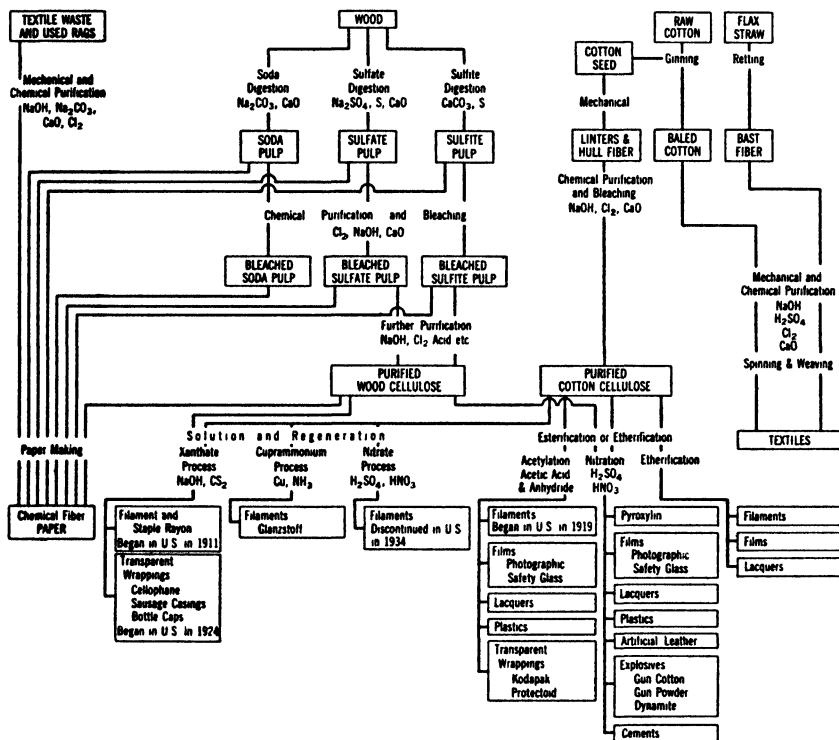 TEXTILE WASTE
AND USED RAGS
WOOD
RAW
COTTON
FLAX
STRAW
COTTON
SEED
Ginning
Retting
Mechanical and
Chemical Purification
NaOH, Na₂CO₃,
CaO, Cl₂
Soda
Digestion
Na₂CO₃, CaO
Sulfate
Digestion
Na₂SO₄, S, CaO
Sulfite
Digestion
CaCO₃, S
Mechanical
SODA
PULP
SULFATE
PULP
SULFITE
PULP
LINTERS &
HULL FIBER
BALED
COTTON
BAST
FIBER
Chemical Purification
and Bleaching
NaOH, Cl₂, CaO
Chemical Purification and Bleaching
Cl₂, NaOH, CaO
BLEACHED
SODA PULP
BLEACHED
SULFATE PULP
BLEACHED
SULFITE PULP
Mechanical and
Chemical Purification
NaOH
H₂SO₄
Cl₂
CaO
Spinning & Weaving
Further Purification
NaOH, Cl₂ Acid etc
PURIFIED
WOOD CELLULOSE
PURIFIED
COTTON CELLULOSE
TEXTILES
Paper Making
Solution and Regeneration
Xanthate
Process
NaOH, CS₂
Cuprammonium
Process
Cu, NH₃
Nitrate
Process
H₂SO₄, HNO₃
Esterification or Etherification
Acetylation
Acetic Acid
& Anhydride
Nitration
H₂SO₄
HNO₃
Etherification
Chemical Fiber
PAPER
Filament and
Staple Rayon
Began in U S in 1911
Transparent
Wrappings
Cellophane
Sausage Casings
Bottle Caps
Began in U S in 1924
Filaments
Glanzstoff
Filaments
Discontinued in U S
in 1934
Filaments
Began in U S in 1919
Films
Photographic
Safety Glass
Lacquers
Plastics
Transparent
Wrappings
Kodapak
Protectoid
Pyroxylin
Films
Photographic
Safety Glass
Lacquers
Plastics
Artificial Leather
Explosives
Gun Cotton
Gun Powder
Dynamite
Cements
Filaments
Films
Lacquers